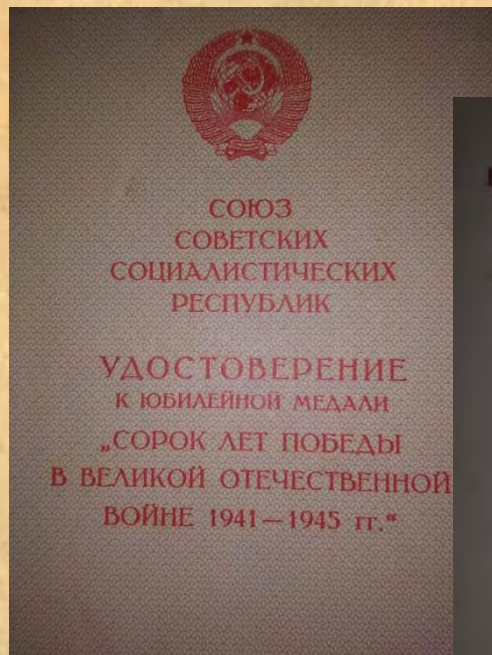 СОЮЗ
СОВЕТСКИХ
СОЦИАЛИСТИЧЕСКИХ
РЕСПУБЛИК
УДОСТОВЕРЕНИЕ
К ЮБИЛЕЙНОЙ МЕДАЛИ
„СОРОК ЛЕТ ПОБЕДЫ
В ВЕЛИКОЙ ОТЕЧЕСТВЕННОЙ
ВОЙНЕ 1941—1945 гг.“